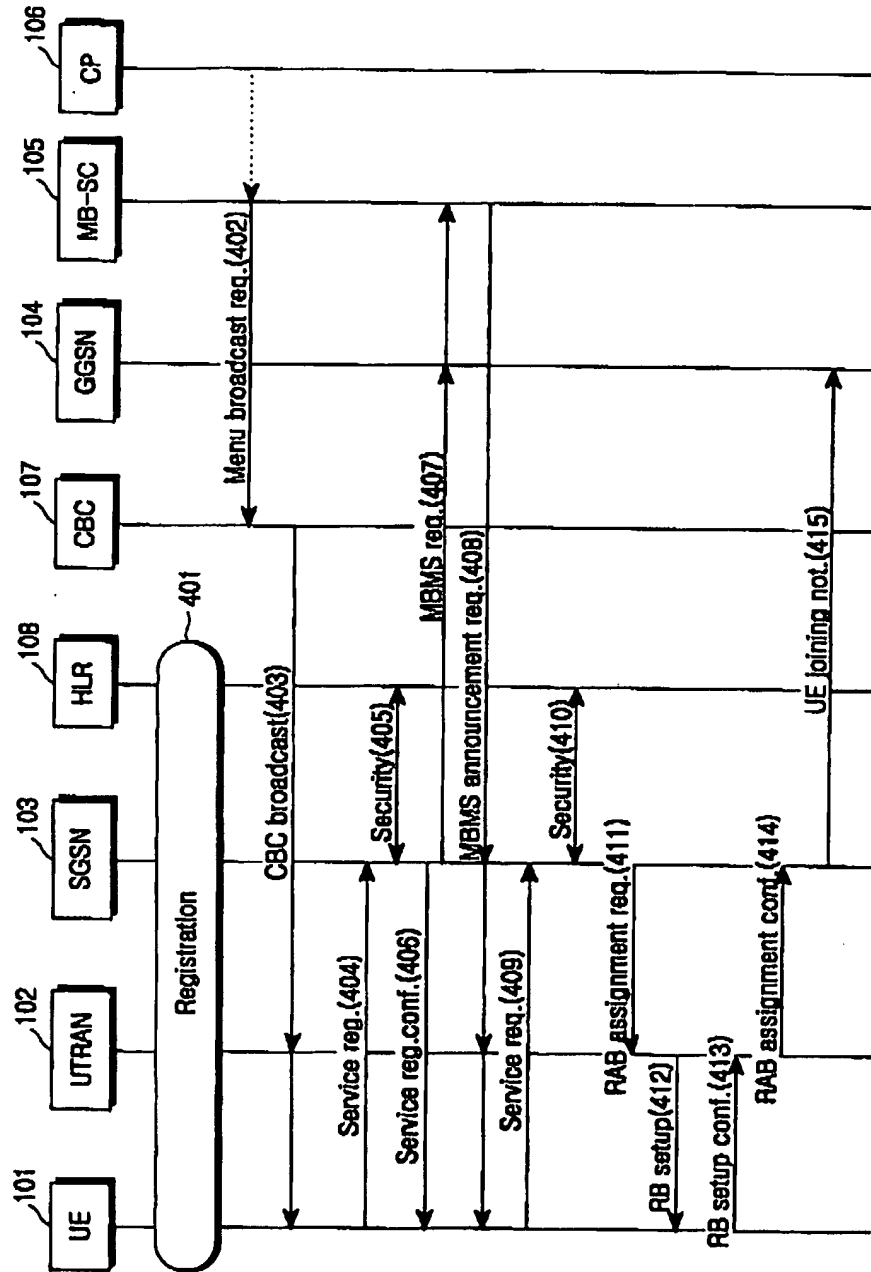 101
UE
102
UTRAN
103
SGSN
108
HLR
107
CBC
104
GGSN
105
MB-SC
106
CP
Registration
401
Menu broadcast req.(402)
CBC broadcast(403)
Service reg.(404)
Security(405)
Service reg.conf.(406)
MBMS req.(407)
MBMS announcement req.(408)
Service req.(409)
Security(410)
RAB assignment req.(411)
RB setup(412)
RB setup conf.(413)
RAB assignment conf.(414)
UE joining not.(415)